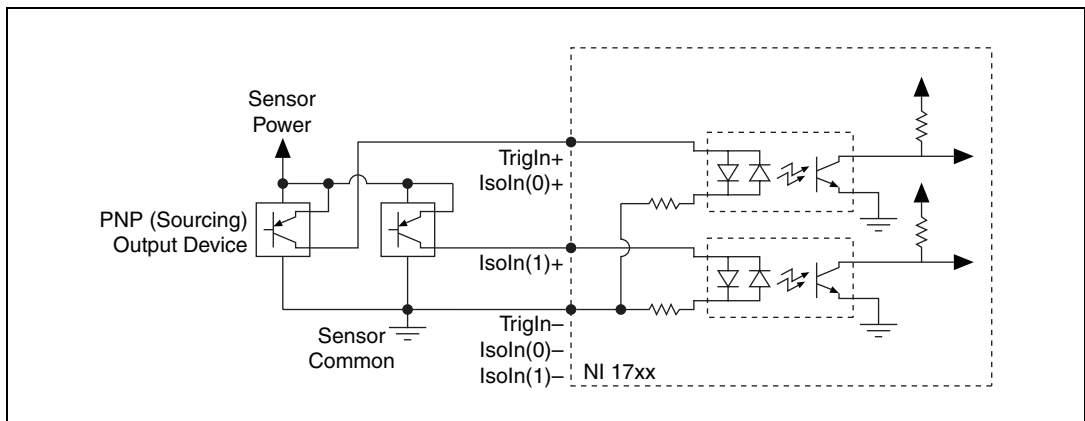 Sensor
Power
PNP (Sourcing)
Output Device
TrigIn+
IsoIn(0)+
IsoIn(1)+
Sensor
Common
TrigIn–
IsoIn(0)–
IsoIn(1)–
NI 17xx